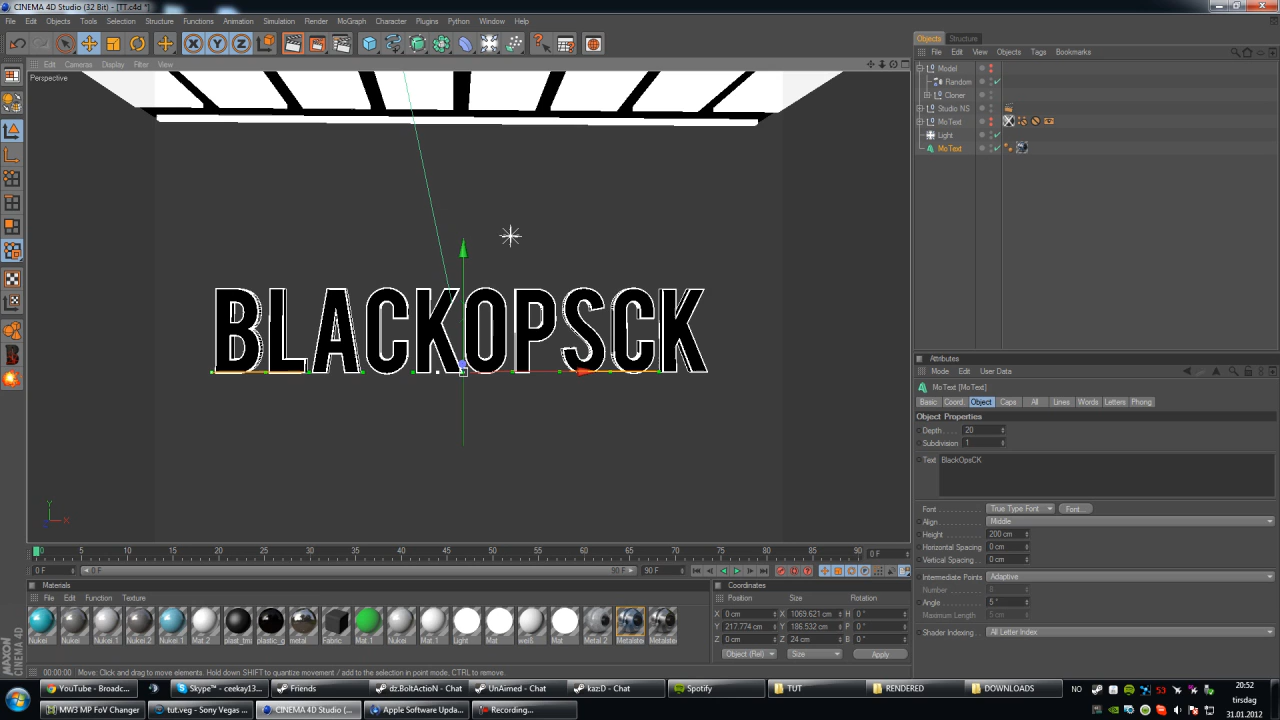 CINEMA 4D Studio (32 Bit) - [TT.c4d *]
File Edit Objects Tools Selection Structure Functions Animation Simulate Render MoGraph Character Plugins Python Window Help
X Y Z
Edit Cameras Display Filter View
Perspective
BLACKOPSCK
Y
X
0 5 10 15 20 25 30 35 40 45 50 55 60 65 70 75 80 85 90 0 F
0 F 0 F 90 F 90 F
Materials
File Edit Function Texture
Nukei Nukei Nukei.1 Nukei.2 Nukei.1 Mat.2 plast_tmi plastic_g metal Fabric Mat.1 Nukei Mat.1 Light Mat weiß Mat Metal 2 Metalste Metalste
Coordinates
Position Size Rotation
X 0 cm X 1069.621 cm H 0 °
Y 217.774 cm Y 186.532 cm P 0 °
Z 0 cm Z 24 cm B 0 °
Object (Rel) Size Apply
MAXON
CINEMA 4D
00:00:00 Move: Click and drag to move elements. Hold down SHIFT to quantize movement / add to the selection in point mode, CTRL to remove.
Objects Structure
File Edit View Objects Tags Bookmarks
Model
Random
Cloner
Studio NS
MoText
Light
MoText
Attributes
Mode Edit User Data
MoText [MoText]
Basic Coord. Object Caps All Lines Words Letters Phong
Object Properties
Depth 20
Subdivision 1
Text BlackOpsCK
Font True Type Font Font...
Align Middle
Height 200 cm
Horizontal Spacing 0 cm
Vertical Spacing 0 cm
Intermediate Points Adaptive
Number 8
Angle 5 °
Maximum Length 5 cm
Shader Indexing All Letter Index
YouTube - Broadc... Skype™ - ceekay13... Friends dz.BoltActioN - Chat UnAimed - Chat kaz:D - Chat Spotify TUT RENDERED DOWNLOADS
MW3 MP FoV Changer tut.veg - Sony Vegas ... CINEMA 4D Studio (... Apple Software Upda... Recording...
NO
53
20:52
tirsdag
31.01.2012